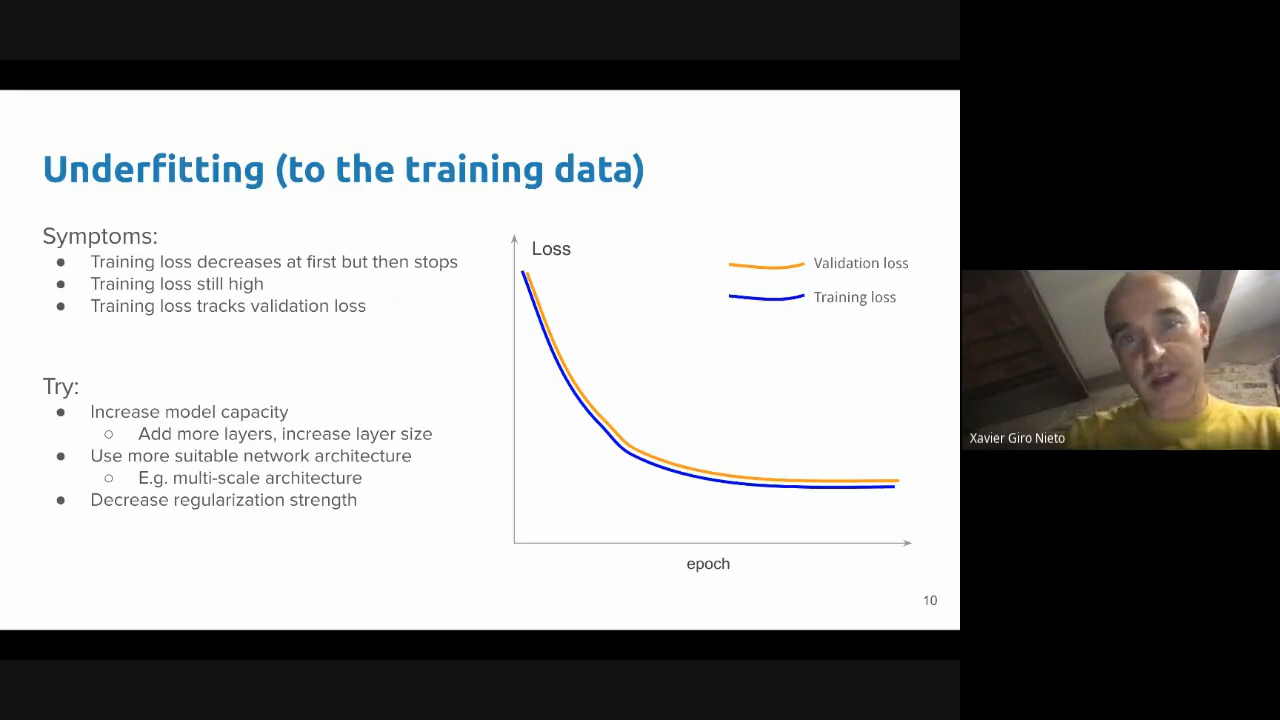 Underfitting (to the training data)
Symptoms:
● Training loss decreases at first but then stops
● Training loss still high
● Training loss tracks validation loss
Try:
● Increase model capacity
○ Add more layers, increase layer size
● Use more suitable network architecture
○ E.g. multi-scale architecture
● Decrease regularization strength
Loss
Validation loss
Training loss
epoch
10
Xavier Giro Nieto